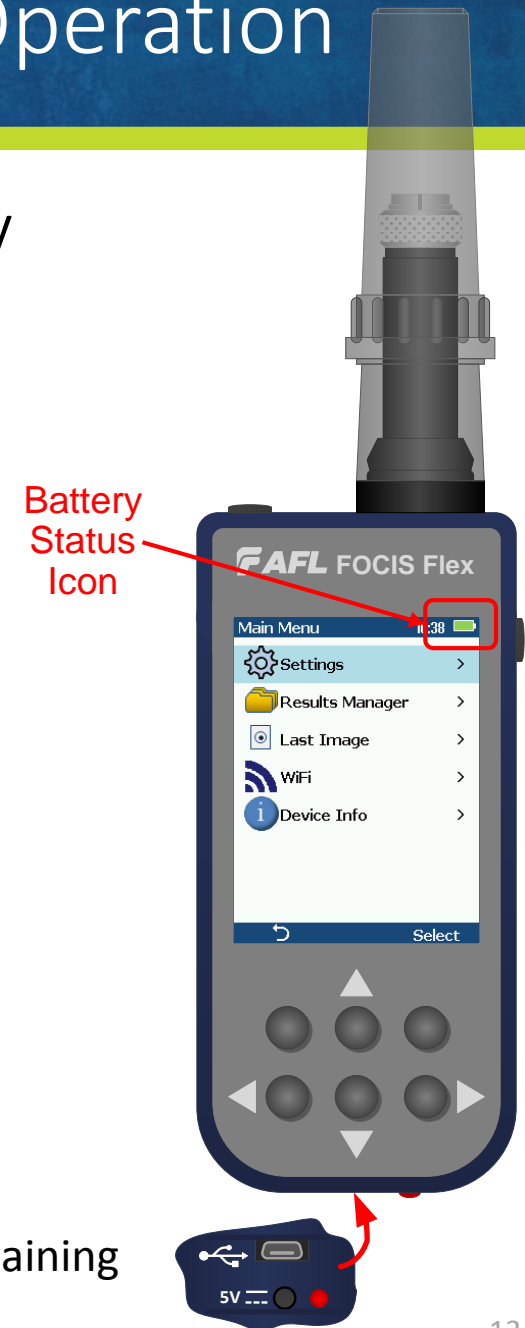 Operation
y
Battery
Status
Icon
AFL FOCIS Flex
Main Menu
Settings >
Results Manager >
Last Image >
WiFi >
i Device Info >
Select
aining
5V